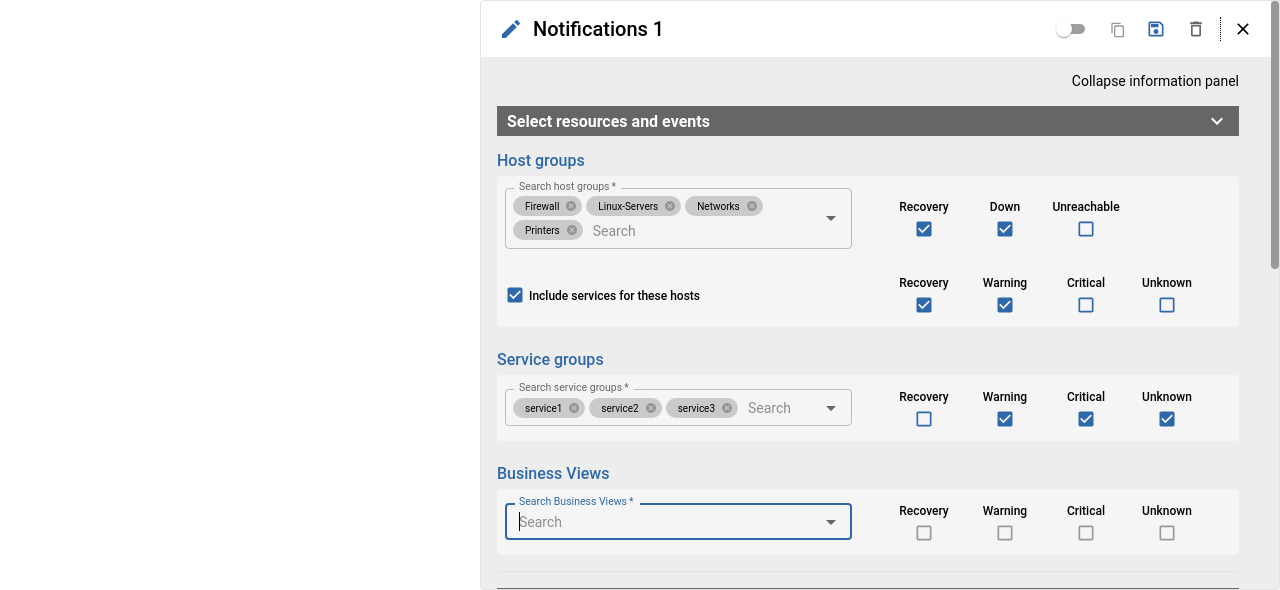 Notifications 1
Collapse information panel
Select resources and events
Host groups
Search host groups *
Firewall Linux-Servers Networks
Printers Search
Recovery Down Unreachable
Include services for these hosts
Recovery Warning Critical Unknown
Service groups
Search service groups *
service1 service2 service3 Search
Recovery Warning Critical Unknown
Business Views
Search Business Views *
Search
Recovery Warning Critical Unknown